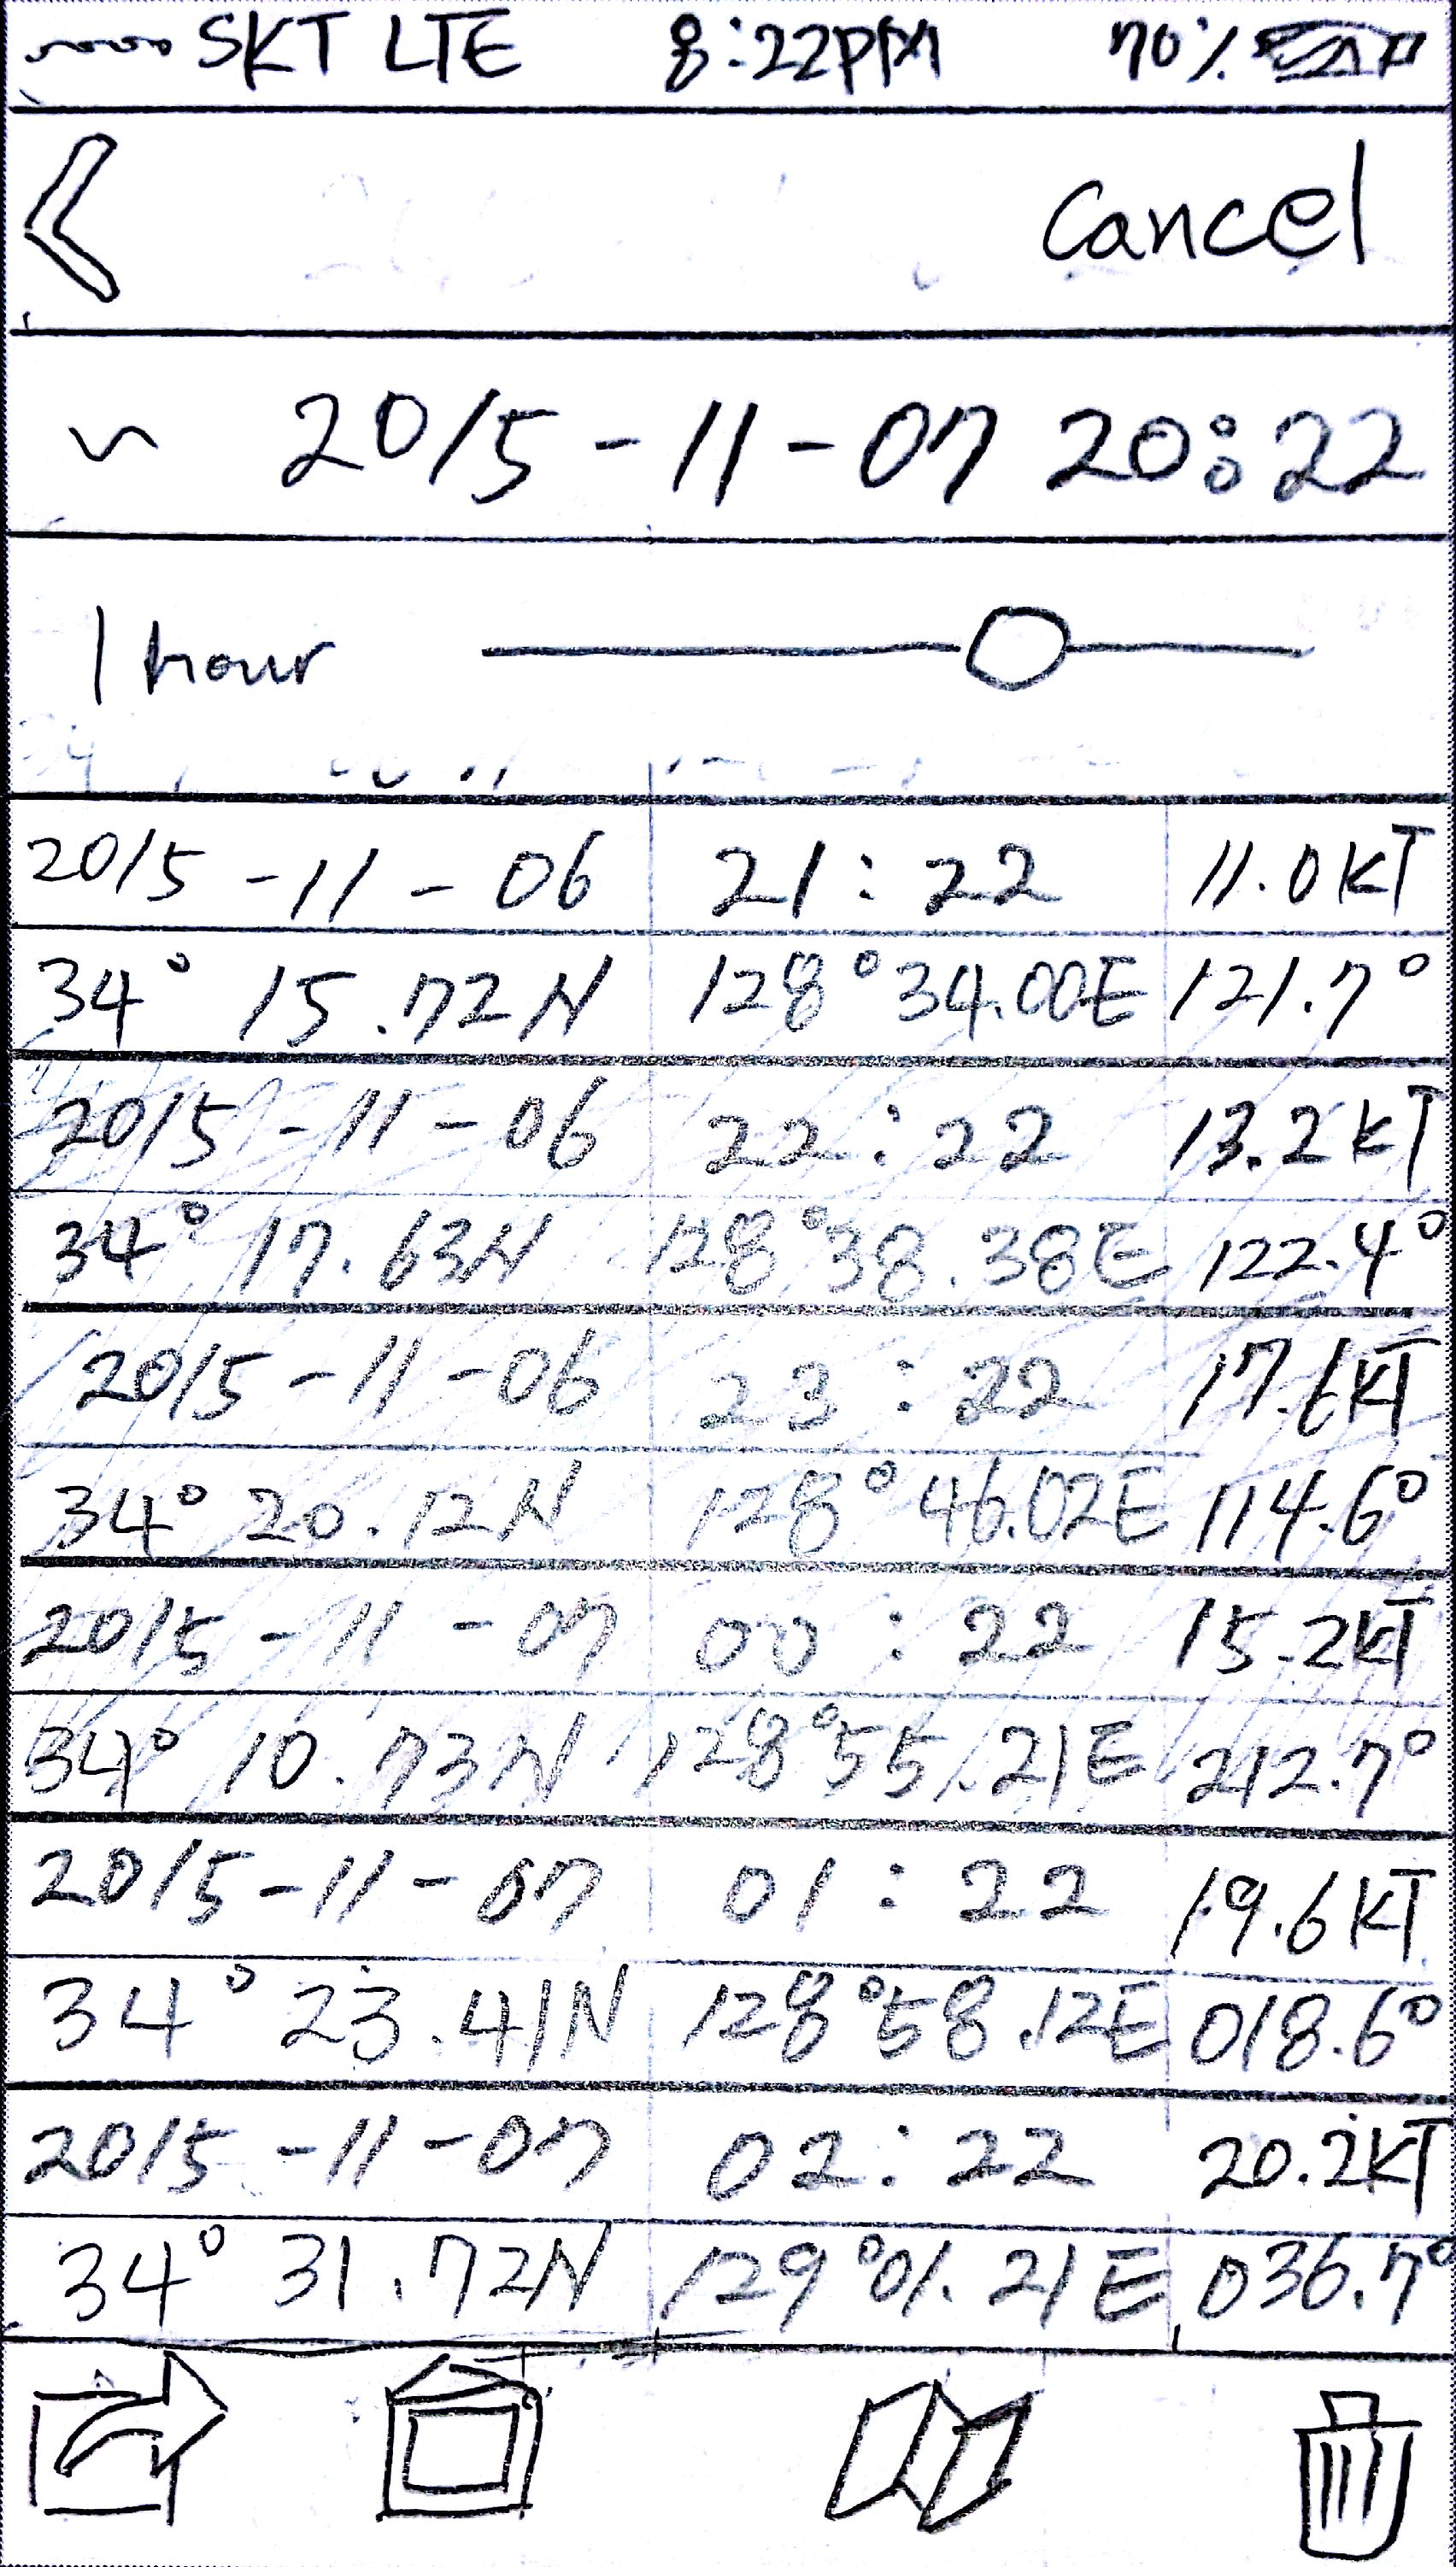 SKT LTE 8:22PM 70%
Cancel
~ 2015-11-07 20:22
1 hour
2015-11-06 21:22 11.0KT
34° 15.72N 128°34.00E 121.7°
2015-11-06 22:22 13.2KT
34° 17.63N 128°38.38E 122.4°
2015-11-06 23:22 17.6KT
34° 20.12N 128°46.02E 114.6°
2015-11-07 00:22 15.2KT
34° 10.73N 128°55.21E 212.7°
2015-11-07 01:22 19.6KT
34° 23.41N 128°58.12E 018.6°
2015-11-07 02:22 20.2KT
34° 31.72N 129°01.21E 036.7°